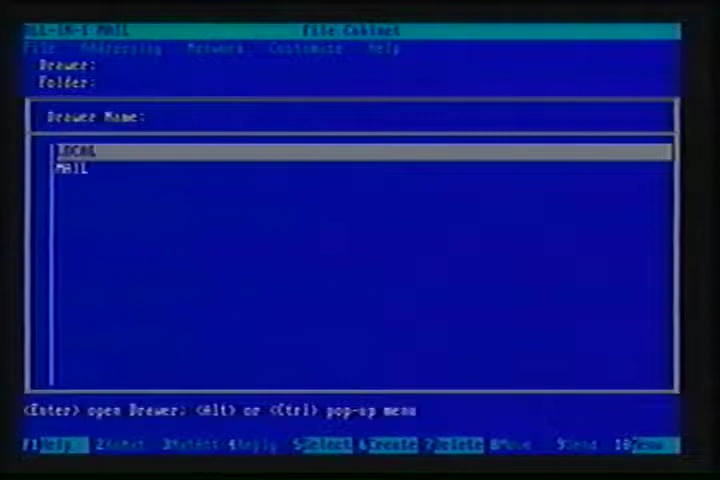 ALL-IN-1 MAIL File Cabinet
File Addressing Network Customize Help
Drawer:
Folder:
Drawer Name:
LOCAL
MAIL
<Enter> open Drawer; <Alt> or <Ctrl> pop-up menu
F1Help 2 3 4Reply 5Select 6Create 7Delete 8Move 9Send 10Menu